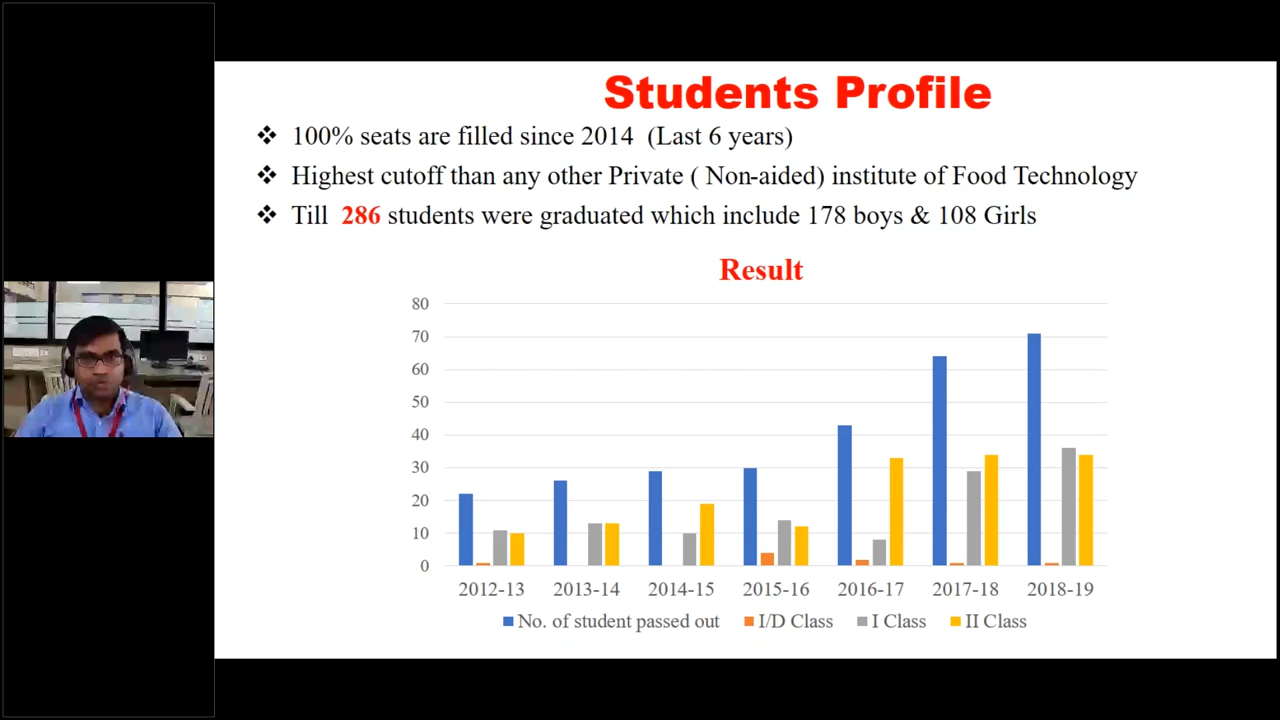 Students Profile
❖ 100% seats are filled since 2014 (Last 6 years)
❖ Highest cutoff than any other Private ( Non-aided) institute of Food Technology
❖ Till 286 students were graduated which include 178 boys & 108 Girls
Result
80
70
60
50
40
30
20
10
0
2012-13 2013-14 2014-15 2015-16 2016-17 2017-18 2018-19
No. of student passed out I/D Class I Class II Class